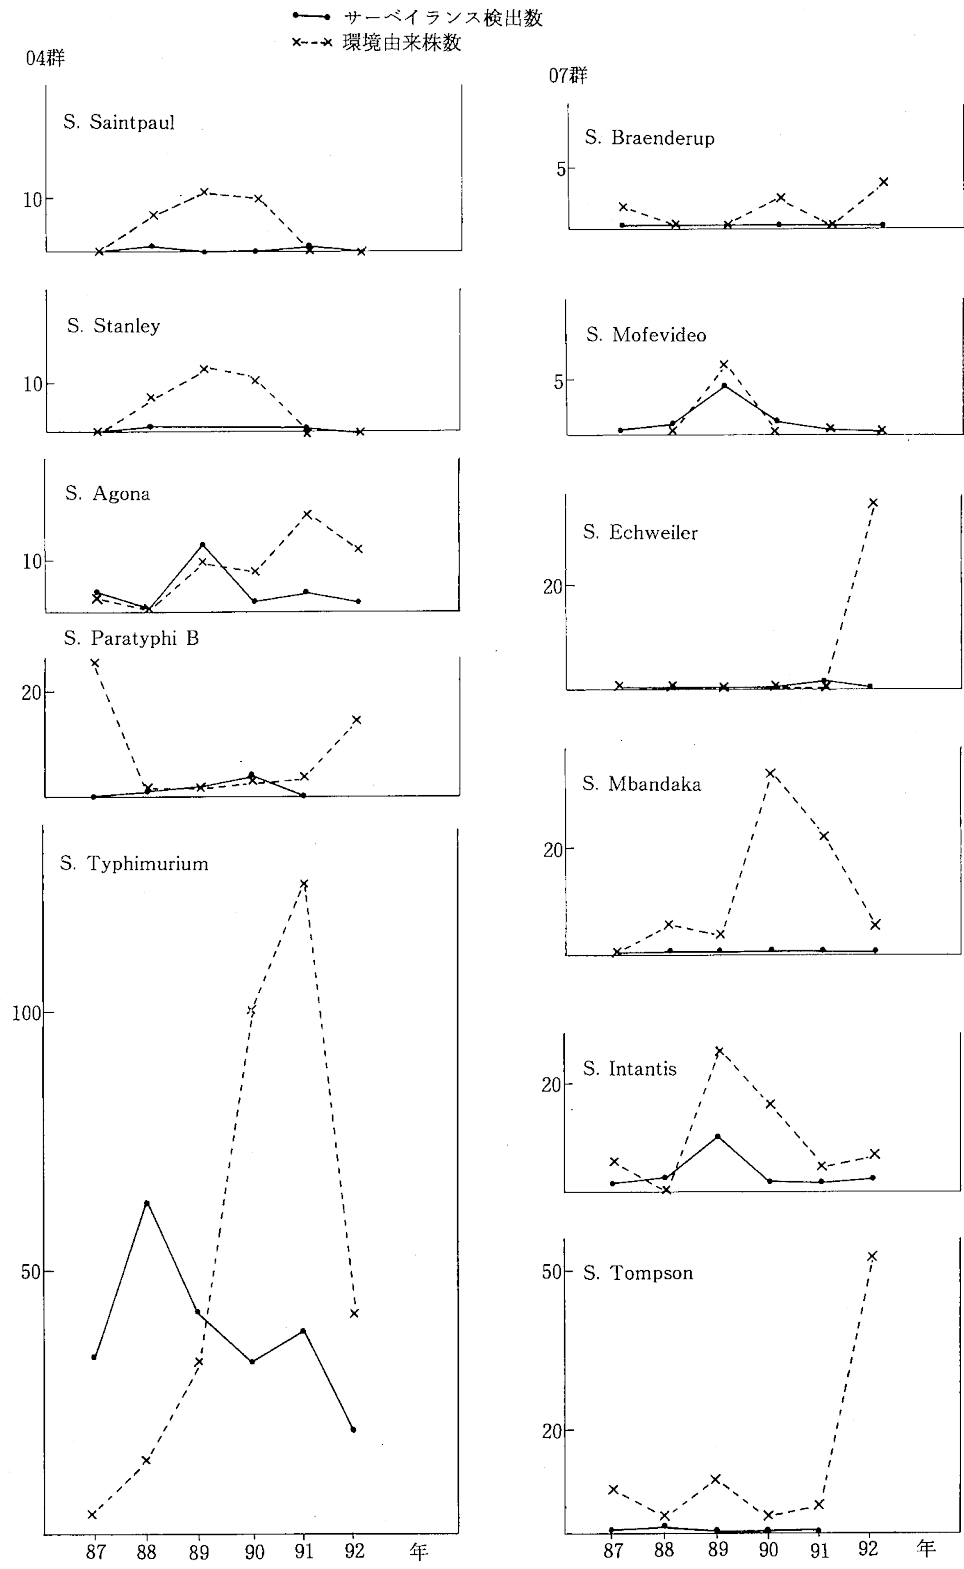 サーベイランス検出数
環境由来株数
04群
S. Saintpaul
10
S. Stanley
10
S. Agona
10
S. Paratyphi B
20
S. Typhimurium
100
50
87 88 89 90 91 92 年
07群
S. Braenderup
5
S. Mofevideo
5
S. Echweiler
20
S. Mbandaka
20
S. Intantis
20
S. Tompson
50
20
87 88 89 90 91 92 年